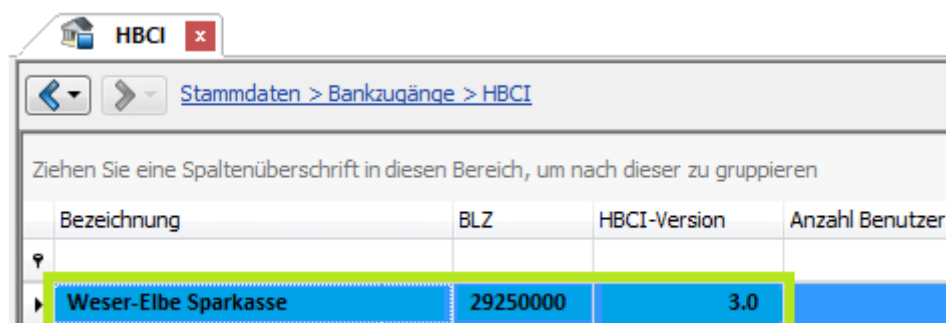 HBCI x
Stammdaten > Bankzugänge > HBCI
Ziehen Sie eine Spaltenüberschrift in diesen Bereich, um nach dieser zu gruppieren
Bezeichnung BLZ HBCI-Version Anzahl Benutzer
Weser-Elbe Sparkasse 29250000 3.0